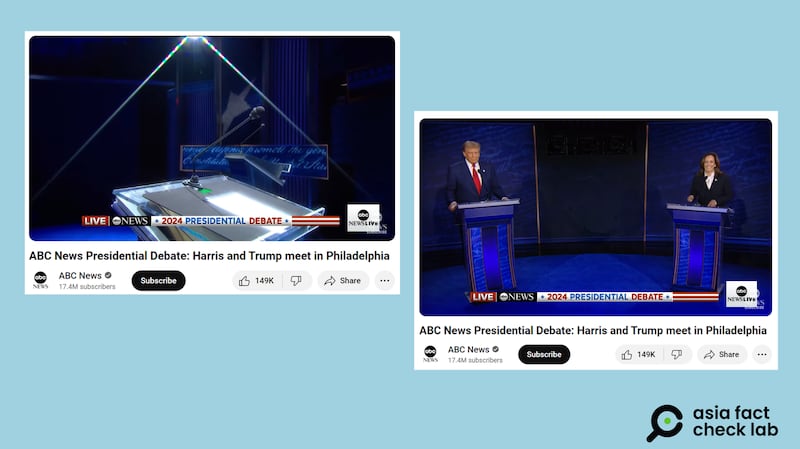 LIVE abc NEWS 2024 PRESIDENTIAL DEBATE
abc
NEWS LIVE
ABC News Presidential Debate: Harris and Trump meet in Philadelphia
abc
NEWS
ABC News
17.4M subscribers
Subscribe
149K
Share
LIVE abc NEWS 2024 PRESIDENTIAL DEBATE
abc
NEWS LIVE
ABC News Presidential Debate: Harris and Trump meet in Philadelphia
abc
NEWS
ABC News
17.4M subscribers
Subscribe
149K
Share
asia fact
check lab